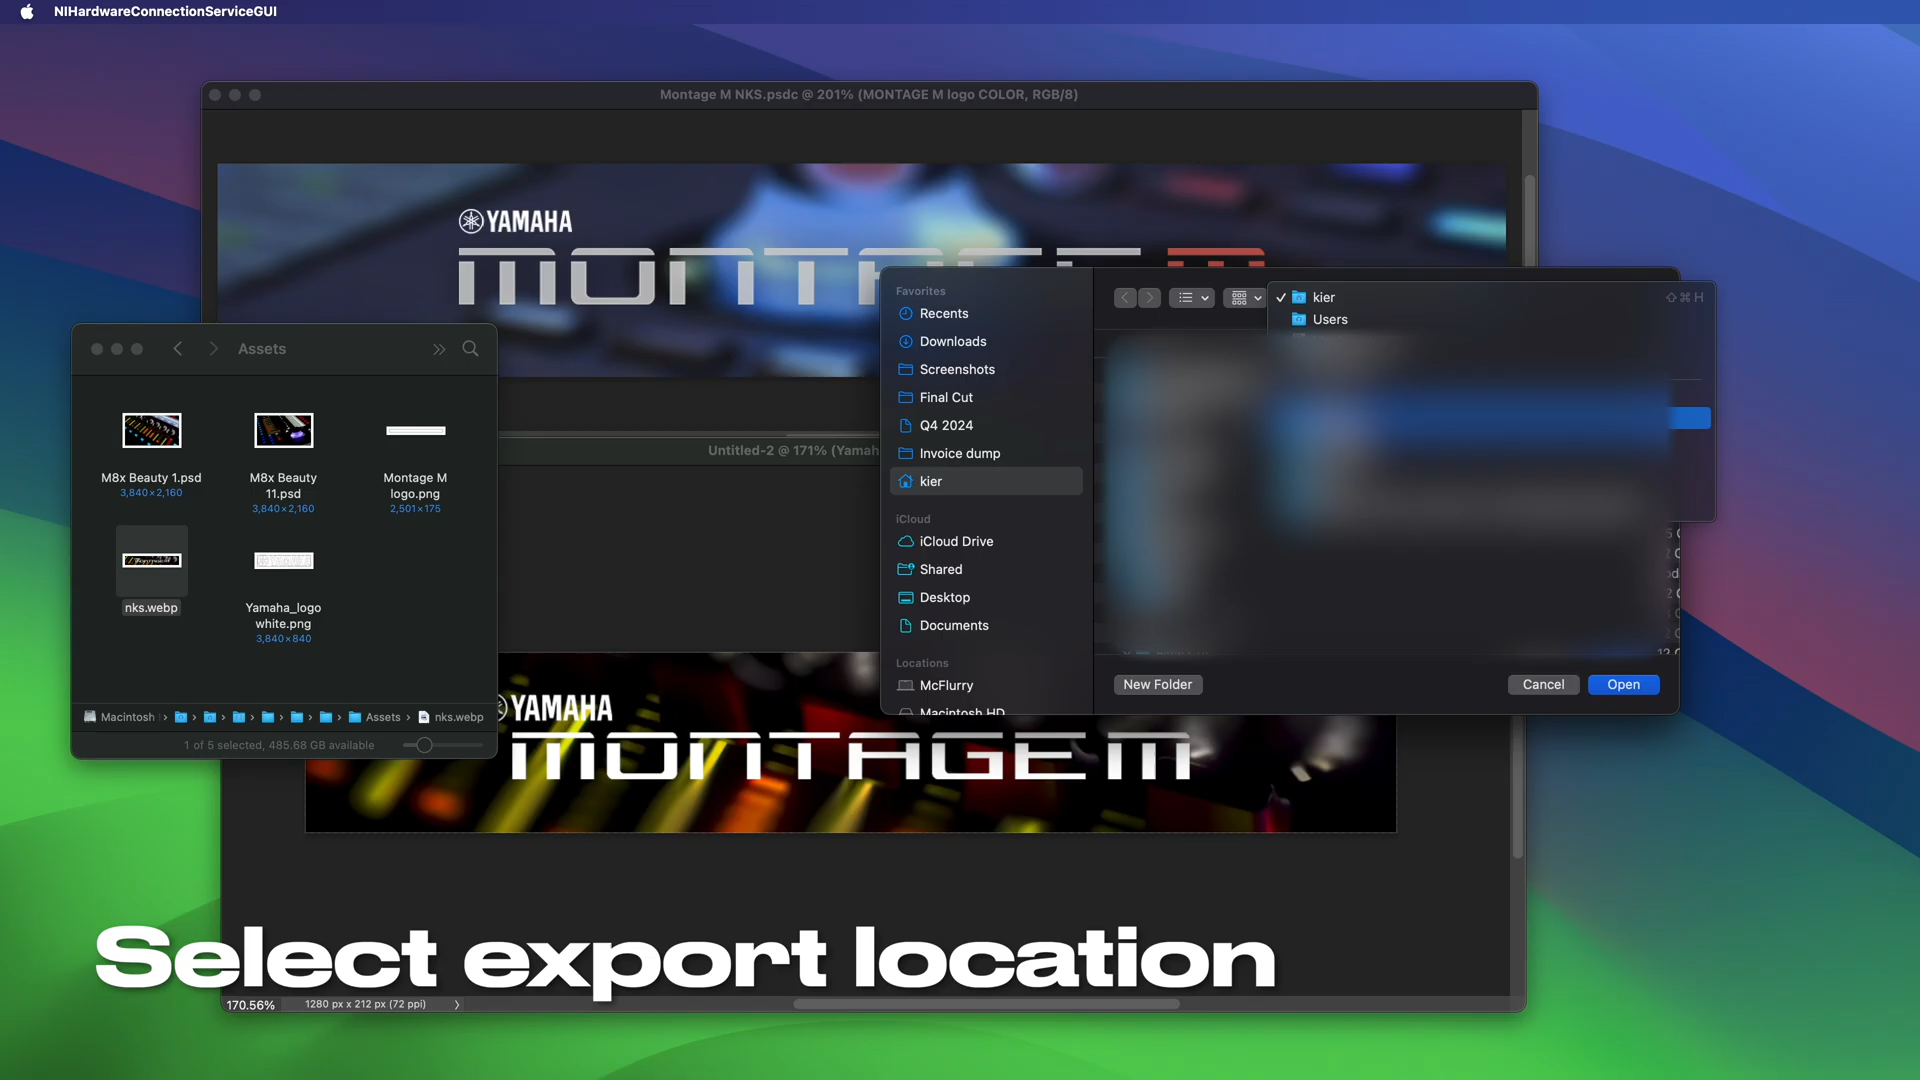 NIHardwareConnectionServiceGUI
Montage M NKS.psdc @ 201% (MONTAGE M logo COLOR, RGB/8)
YAMAHA
Assets
M8x Beauty 1.psd
3,840×2,160
M8x Beauty
11.psd
3,840×2,160
Montage M
logo.png
2,501×175
nks.webp
Yamaha_logo
white.png
3,840×840
Macintosh
Assets
nks.webp
1 of 5 selected, 485.68 GB available
Untitled-2 @ 171% (Yamah
Favorites
Recents
Downloads
Screenshots
Final Cut
Q4 2024
Invoice dump
kier
iCloud
iCloud Drive
Shared
Desktop
Documents
Locations
McFlurry
Macintosh HD
kier
⇧⌘H
Users
New Folder
Cancel
Open
YAMAHA
MONTAGE M
Select export location
170.56%
1280 px x 212 px (72 ppi)